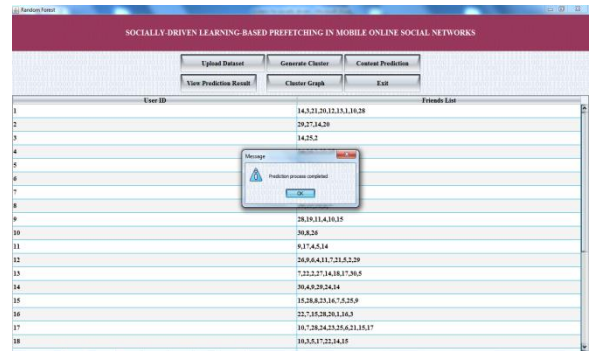 Random Forest
SOCIALLY-DRIVEN LEARNING-BASED PREFETCHING IN MOBILE ONLINE SOCIAL NETWORKS
Upload Dataset Generate Cluster Content Prediction
View Prediction Result Cluster Graph Exit
User ID Friends List
1 14,3,21,20,12,13,1,10,28
2 29,27,14,20
3 14,25,2
4
Message
5
Prediction process completed
6
7
OK
8
9 28,19,11,4,10,15
10 30,8,26
11 9,17,4,5,14
12 26,9,6,4,11,7,21,5,2,29
13 7,22,2,27,14,18,17,30,5
14 30,4,9,29,24,14
15 15,28,8,23,16,7,5,25,9
16 22,7,15,28,20,1,16,3
17 10,7,28,24,23,25,6,21,15,17
18 10,3,5,17,22,14,15